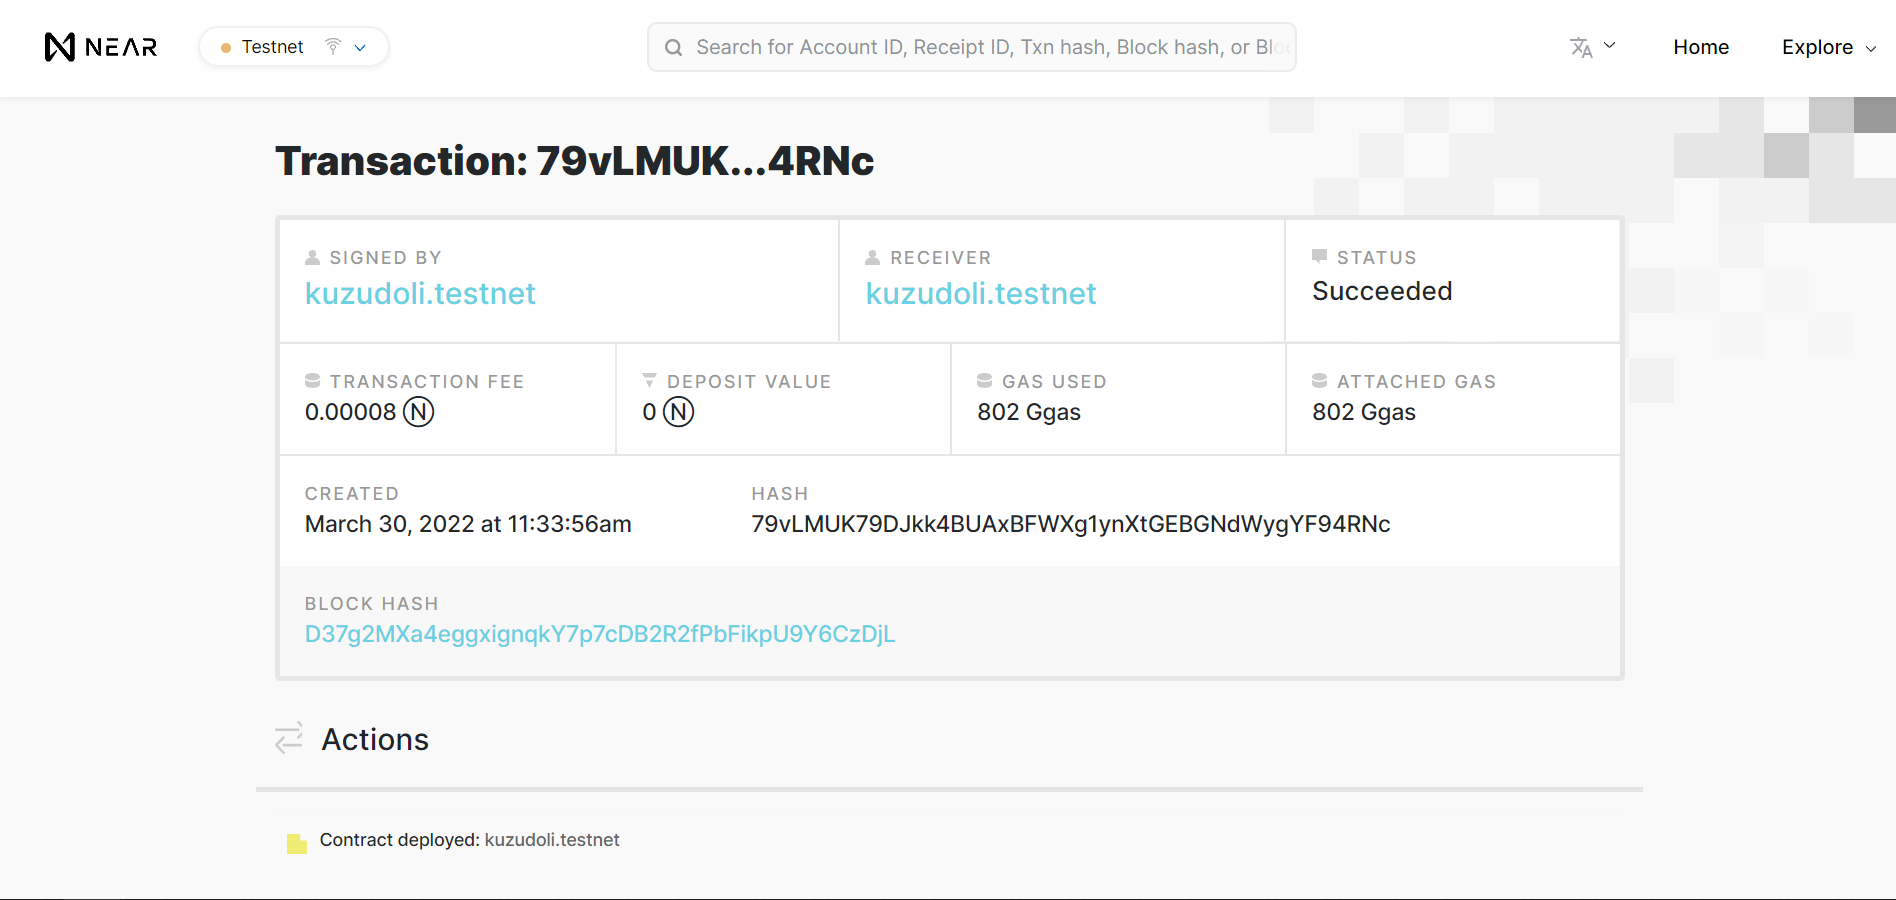 NEAR Testnet Search for Account ID, Receipt ID, Txn hash, Block hash, or Blo Home Explore
Transaction: 79vLMUK...4RNc
SIGNED BY RECEIVER STATUS
kuzudoli.testnet kuzudoli.testnet Succeeded
TRANSACTION FEE DEPOSIT VALUE GAS USED ATTACHED GAS
0.00008 Ⓝ 0 Ⓝ 802 Ggas 802 Ggas
CREATED HASH
March 30, 2022 at 11:33:56am 79vLMUK79DJkk4BUAxBFWXg1ynXtGEBGNdWygYF94RNc
BLOCK HASH
D37g2MXa4eggxignqkY7p7cDB2R2fPbFikpU9Y6CzDjL
Actions
Contract deployed: kuzudoli.testnet